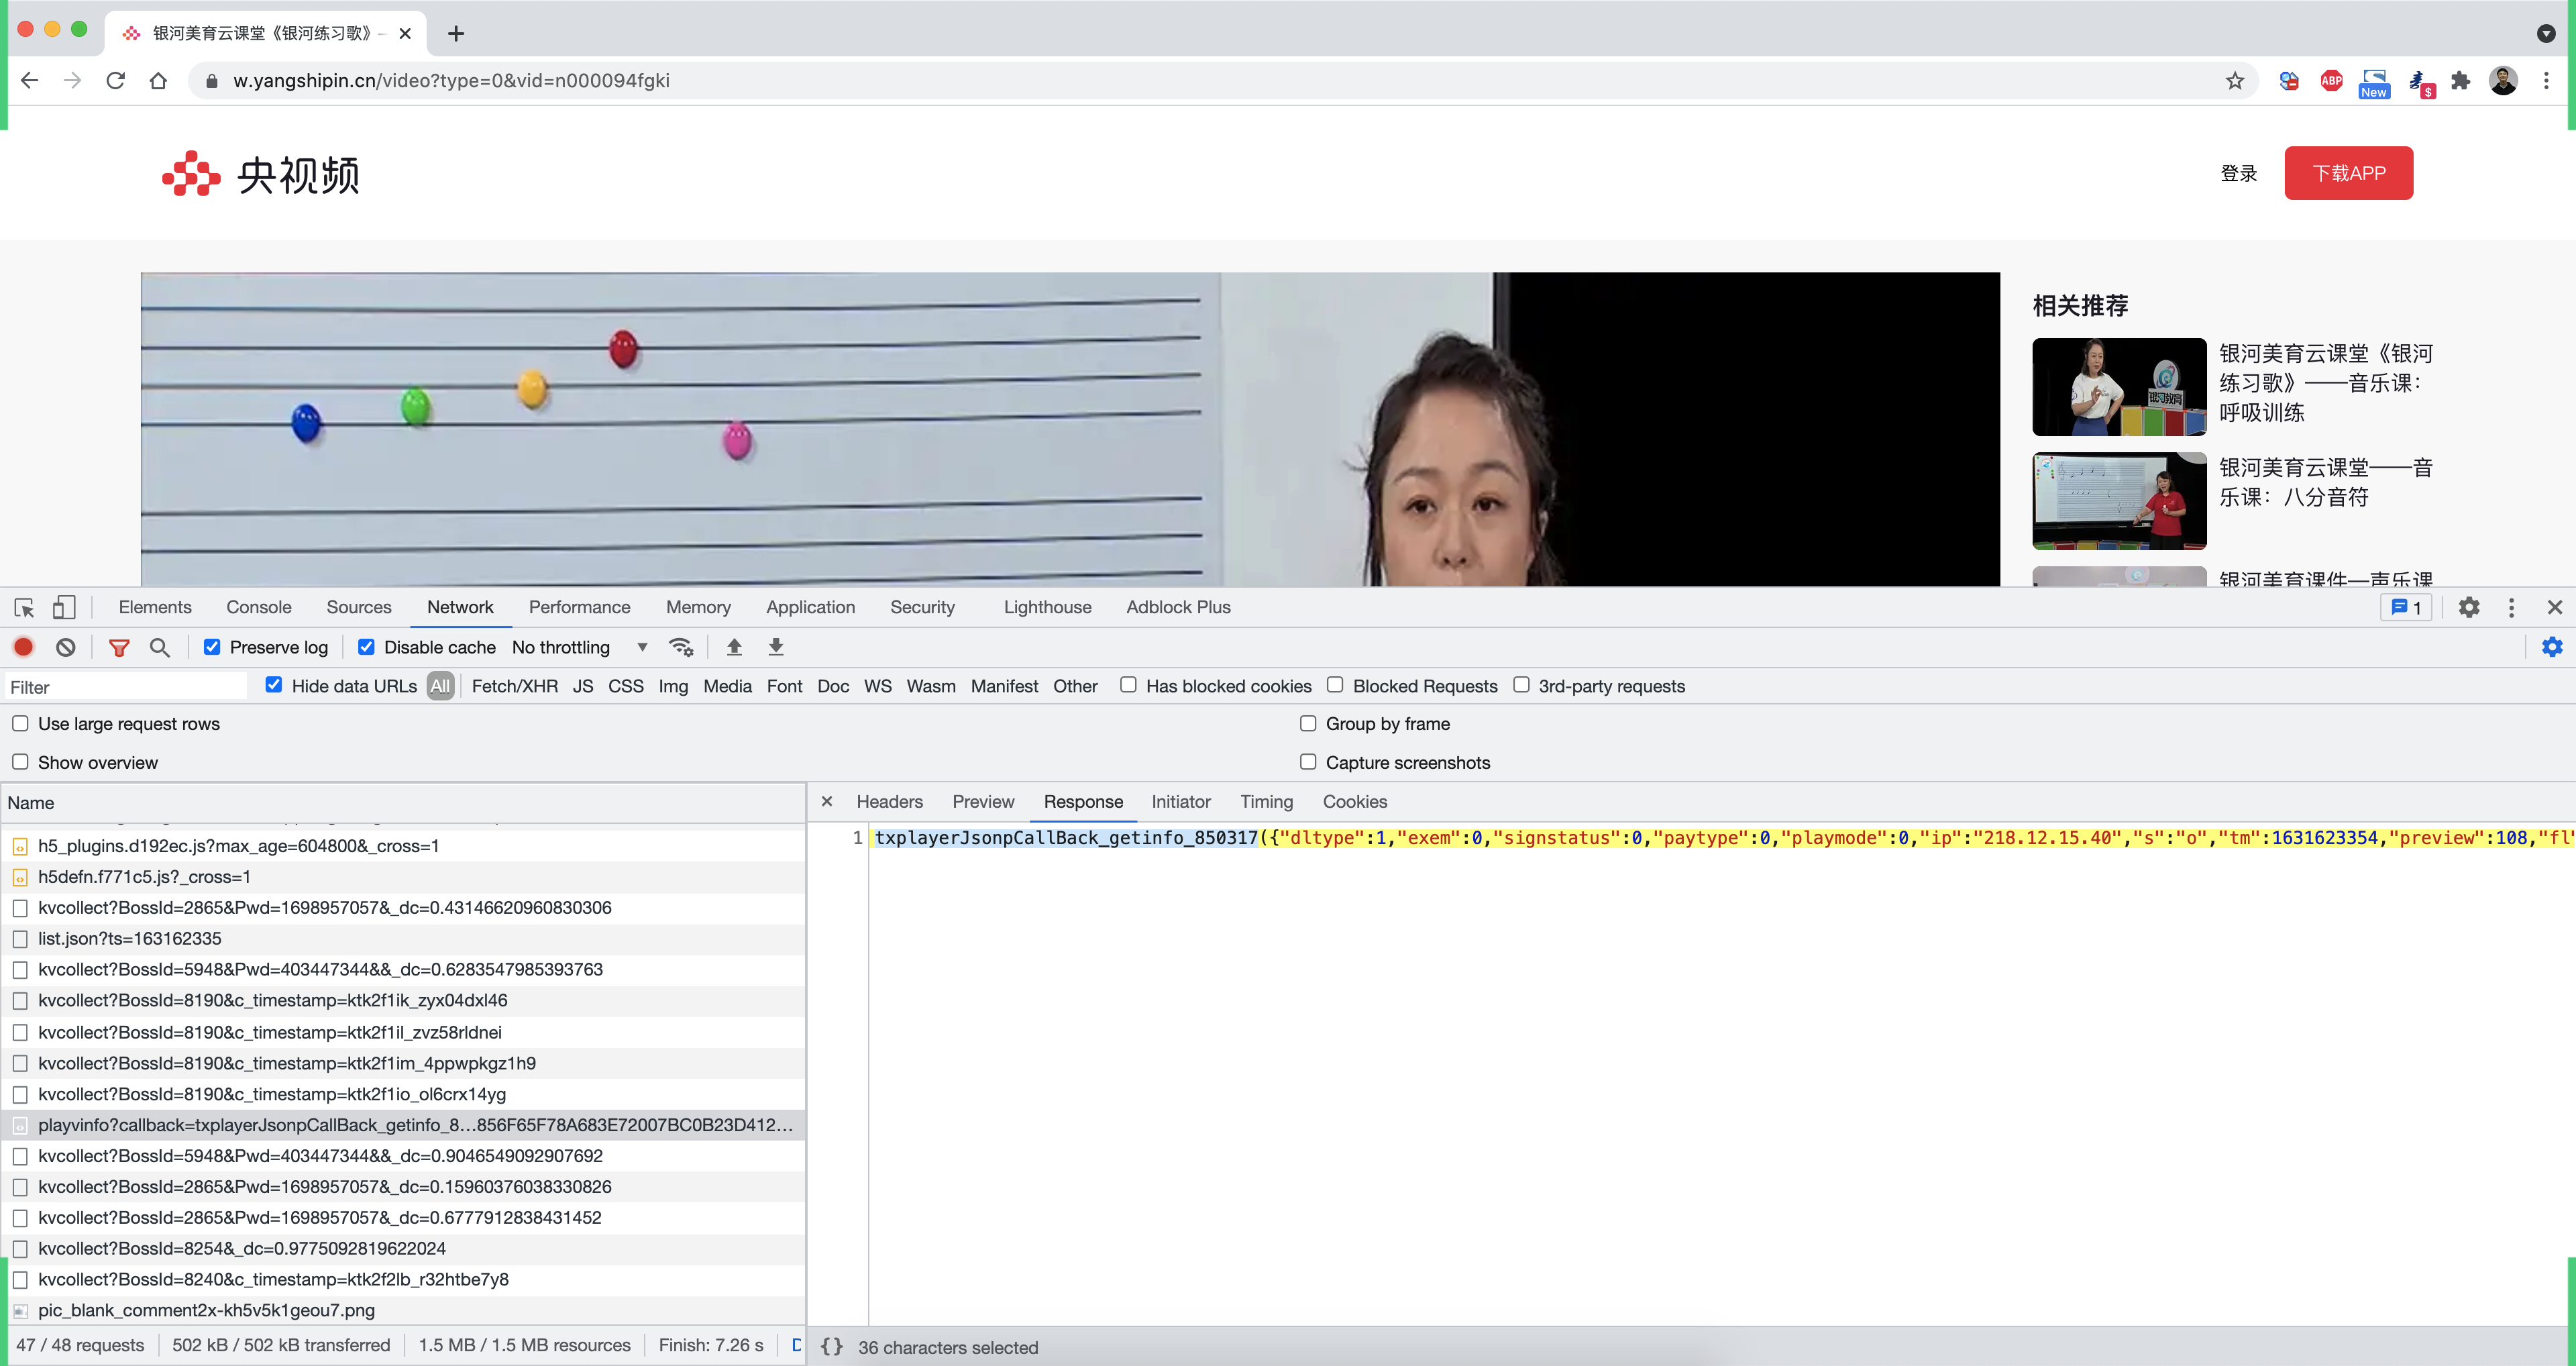 银河美育云课堂《银河练习歌》-
w.yangshipin.cn/video?type=0&vid=n000094fgki
ABP
New
$
央视频
登录
下载APP
相关推荐
银河美育云课堂《银河
练习歌》——音乐课：
呼吸训练
银河教育
银河美育云课堂——音
乐课：八分音符
银河美育课件—声乐课
Elements Console Sources Network Performance Memory Application Security Lighthouse Adblock Plus 1
Preserve log Disable cache No throttling
Filter Hide data URLs All Fetch/XHR JS CSS Img Media Font Doc WS Wasm Manifest Other Has blocked cookies Blocked Requests 3rd-party requests
Use large request rows Group by frame
Show overview Capture screenshots
Name
Headers Preview Response Initiator Timing Cookies
1 txplayerJsonpCallBack_getinfo_850317({"dltype":1,"exem":0,"signstatus":0,"paytype":0,"playmode":0,"ip":"218.12.15.40","s":"o","tm":1631623354,"preview":108,"fl"
h5_plugins.d192ec.js?max_age=604800&_cross=1
h5defn.f771c5.js?_cross=1
kvcollect?BossId=2865&Pwd=1698957057&_dc=0.43146620960830306
list.json?ts=163162335
kvcollect?BossId=5948&Pwd=403447344&&_dc=0.6283547985393763
kvcollect?BossId=8190&c_timestamp=ktk2f1ik_zyx04dxl46
kvcollect?BossId=8190&c_timestamp=ktk2f1il_zvz58rldnei
kvcollect?BossId=8190&c_timestamp=ktk2f1im_4ppwpkgz1h9
kvcollect?BossId=8190&c_timestamp=ktk2f1io_ol6crx14yg
playvinfo?callback=txplayerJsonpCallBack_getinfo_8…856F65F78A683E72007BC0B23D412…
kvcollect?BossId=5948&Pwd=403447344&&_dc=0.9046549092907692
kvcollect?BossId=2865&Pwd=1698957057&_dc=0.15960376038330826
kvcollect?BossId=2865&Pwd=1698957057&_dc=0.6777912838431452
kvcollect?BossId=8254&_dc=0.9775092819622024
kvcollect?BossId=8240&c_timestamp=ktk2f2lb_r32htbe7y8
pic_blank_comment2x-kh5v5k1geou7.png
47 / 48 requests 502 kB / 502 kB transferred 1.5 MB / 1.5 MB resources Finish: 7.26 s D
{} 36 characters selected